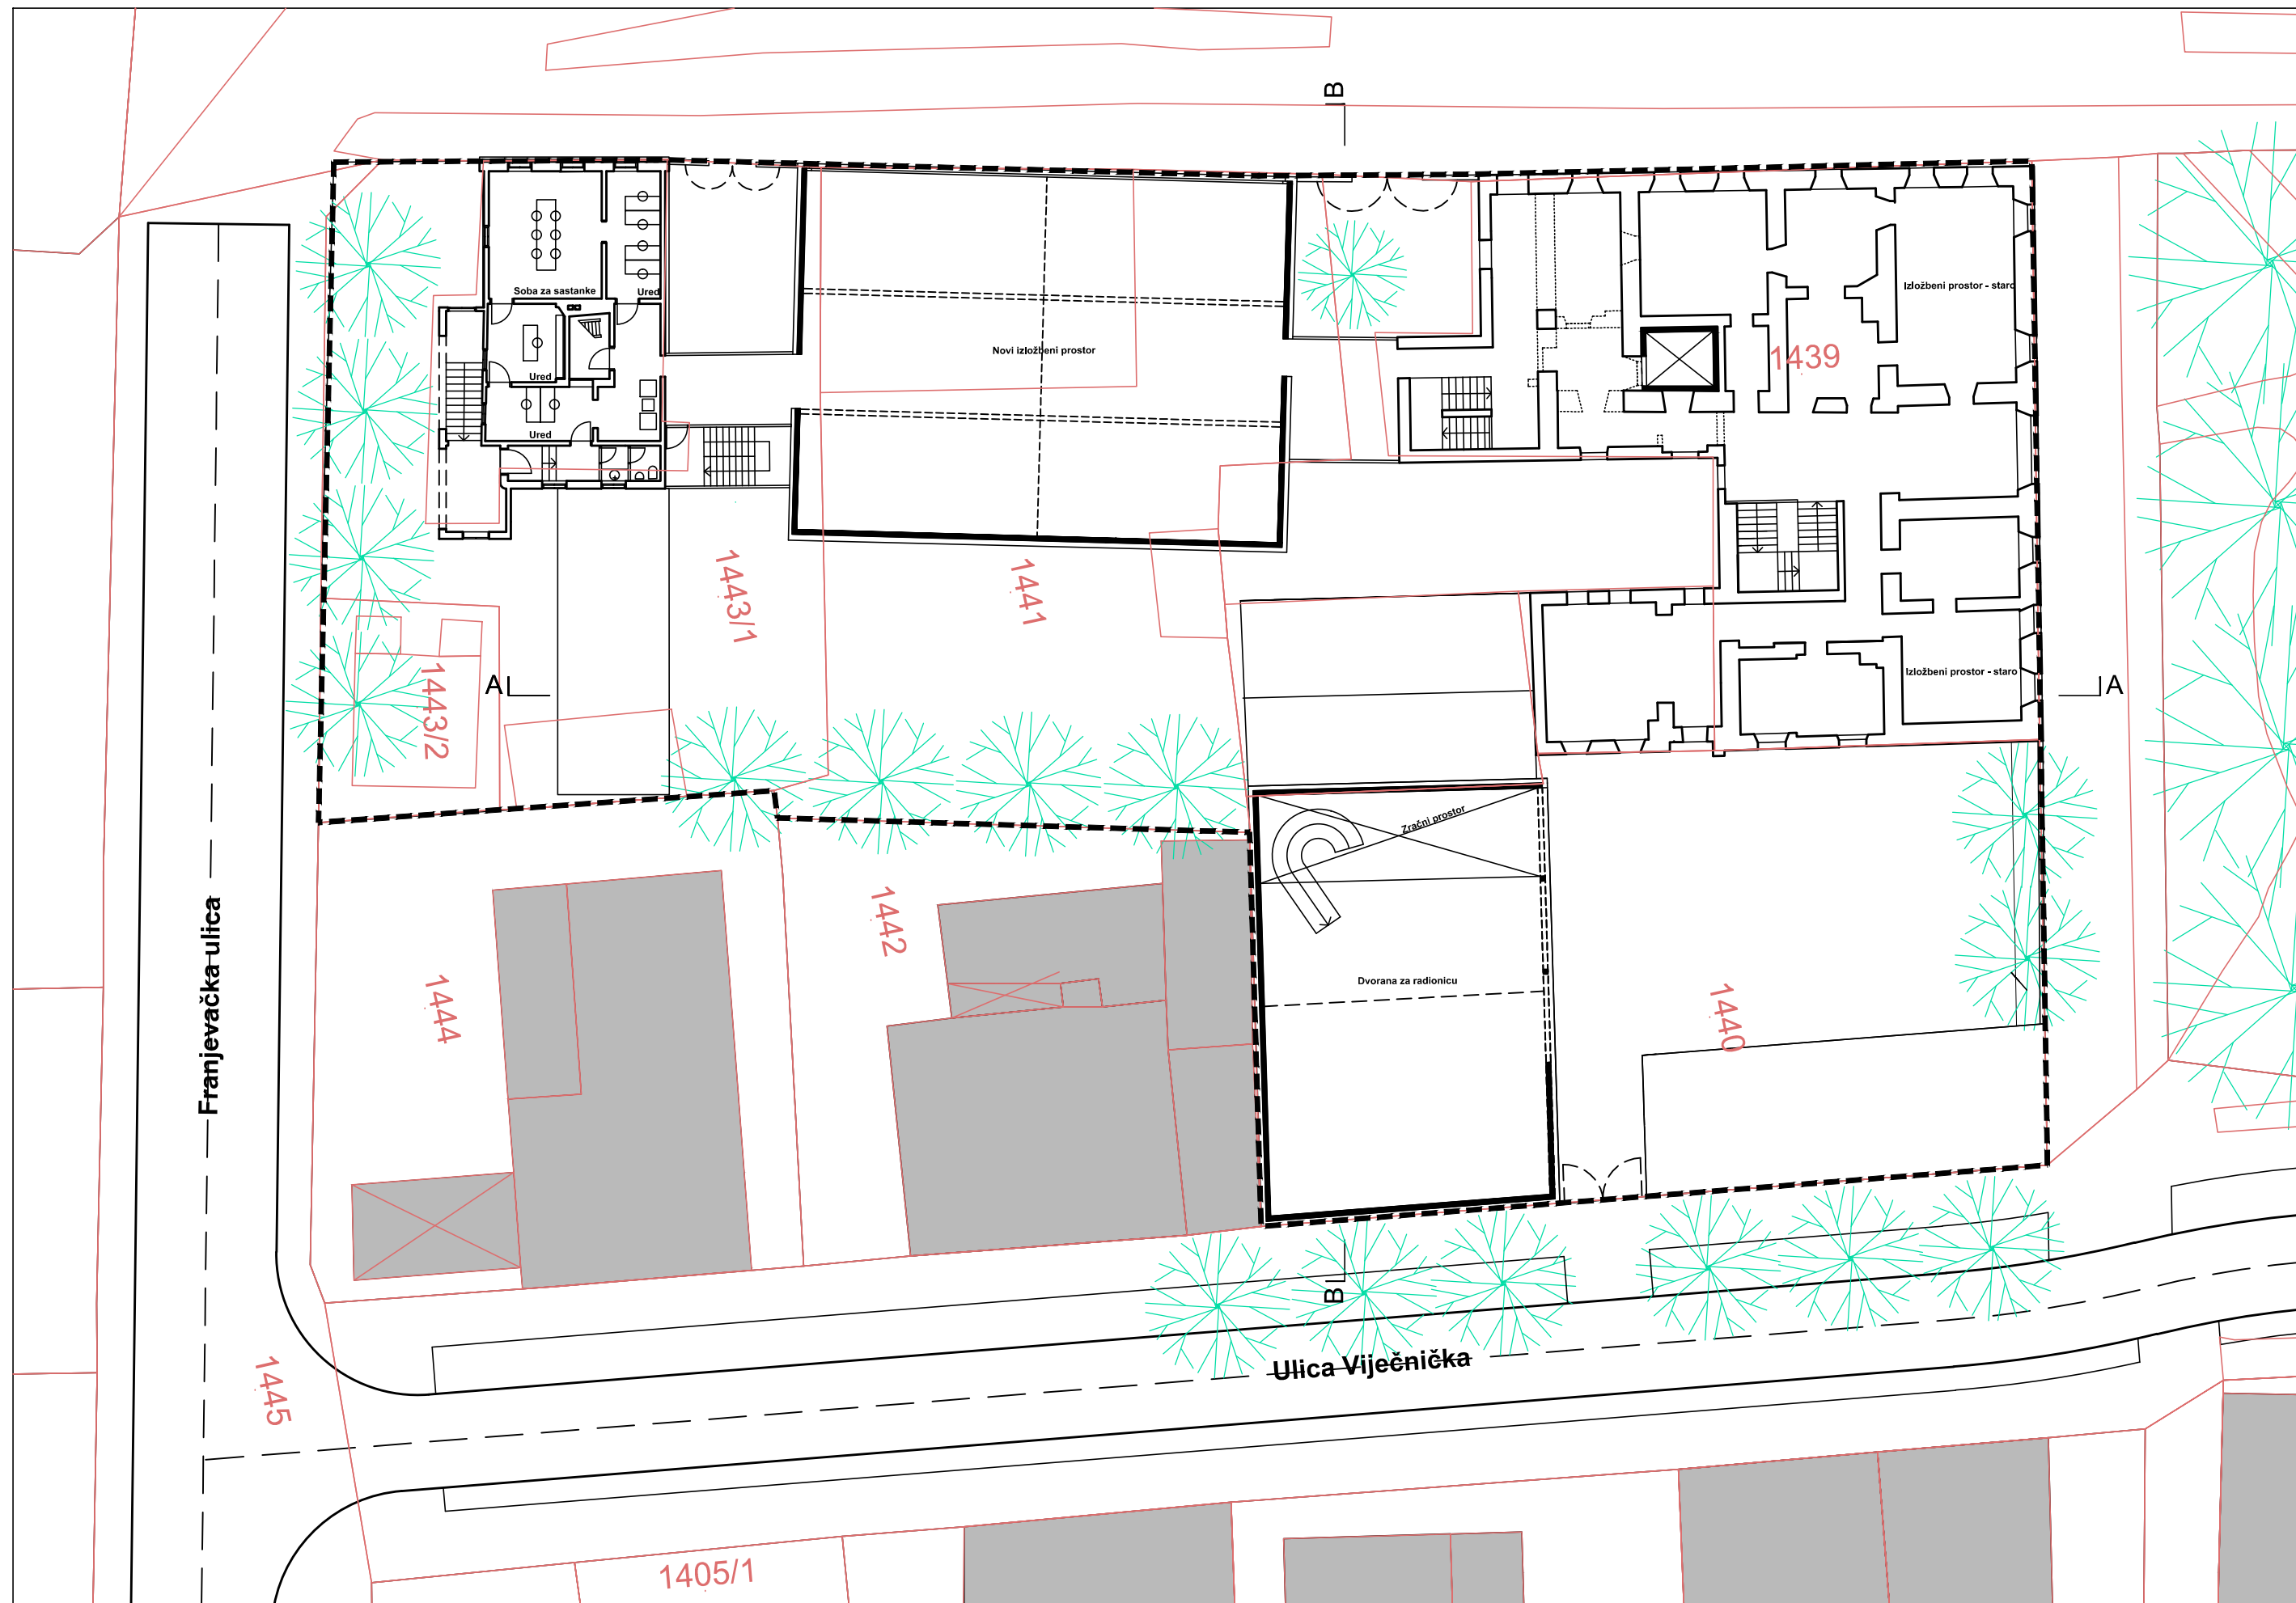 B
Soba za sastanke
Ured
Izložbeni prostor - staro
Novi izložbeni prostor
1439
Ured
Ured
1443/1
1441
1443/2
A
Izložbeni prostor - staro
A
Zračni prostor
1442
Franjevačka ulica
1444
Dvorana za radionicu
1440
B
Ulica Viječnička
1445
1405/1